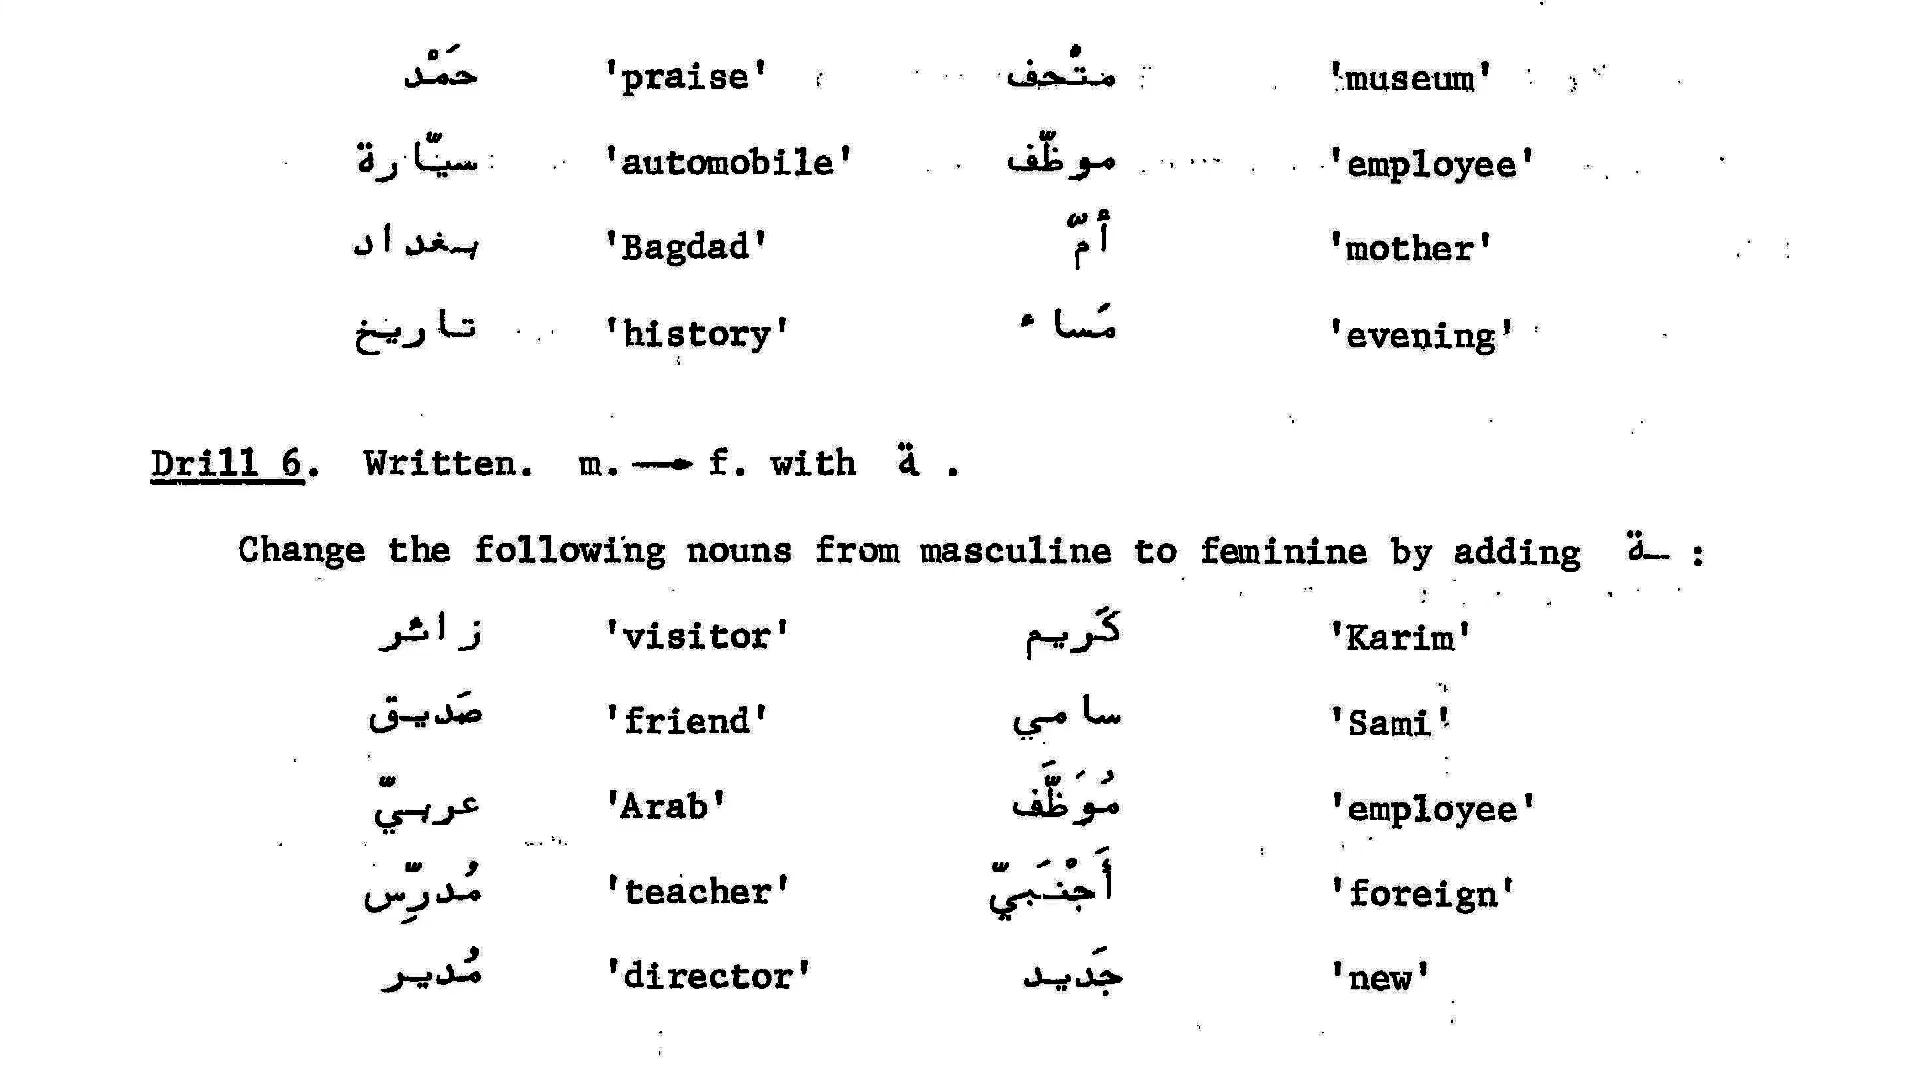 حَمْد 'praise' مَتْحف 'museum'
سيّارة 'automobile' موظّف 'employee'
بغداد 'Bagdad' أمّ 'mother'
تاريخ 'history' مَساء 'evening'
Drill 6. Written. m. → f. with ة .
Change the following nouns from masculine to feminine by adding ـة :
زائر 'visitor' كَريم 'Karim'
صَديق 'friend' سامي 'Sami'
عربيّ 'Arab' مُوَظَّف 'employee'
مُدرِّس 'teacher' أَجْنَبيّ 'foreign'
مُدير 'director' جَديد 'new'